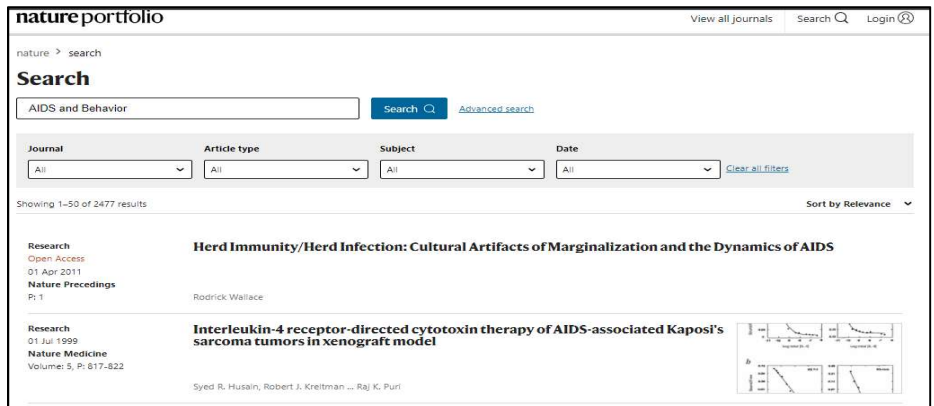 nature portfolio
View all journals Search Login
nature > search
Search
AIDS and Behavior
Search Advanced search
Journal Article type Subject Date
All All All All Clear all filters
Showing 1–50 of 2477 results Sort by Relevance
Research
Open Access
01 Apr 2011
Nature Precedings
P: 1
Herd Immunity/Herd Infection: Cultural Artifacts of Marginalization and the Dynamics of AIDS
Rodrick Wallace
Research
01 Jul 1999
Nature Medicine
Volume: 5, P: 817-822
Interleukin-4 receptor-directed cytotoxin therapy of AIDS-associated Kaposi's
sarcoma tumors in xenograft model
Syed R. Husain, Robert J. Kreitman ... Raj K. Puri